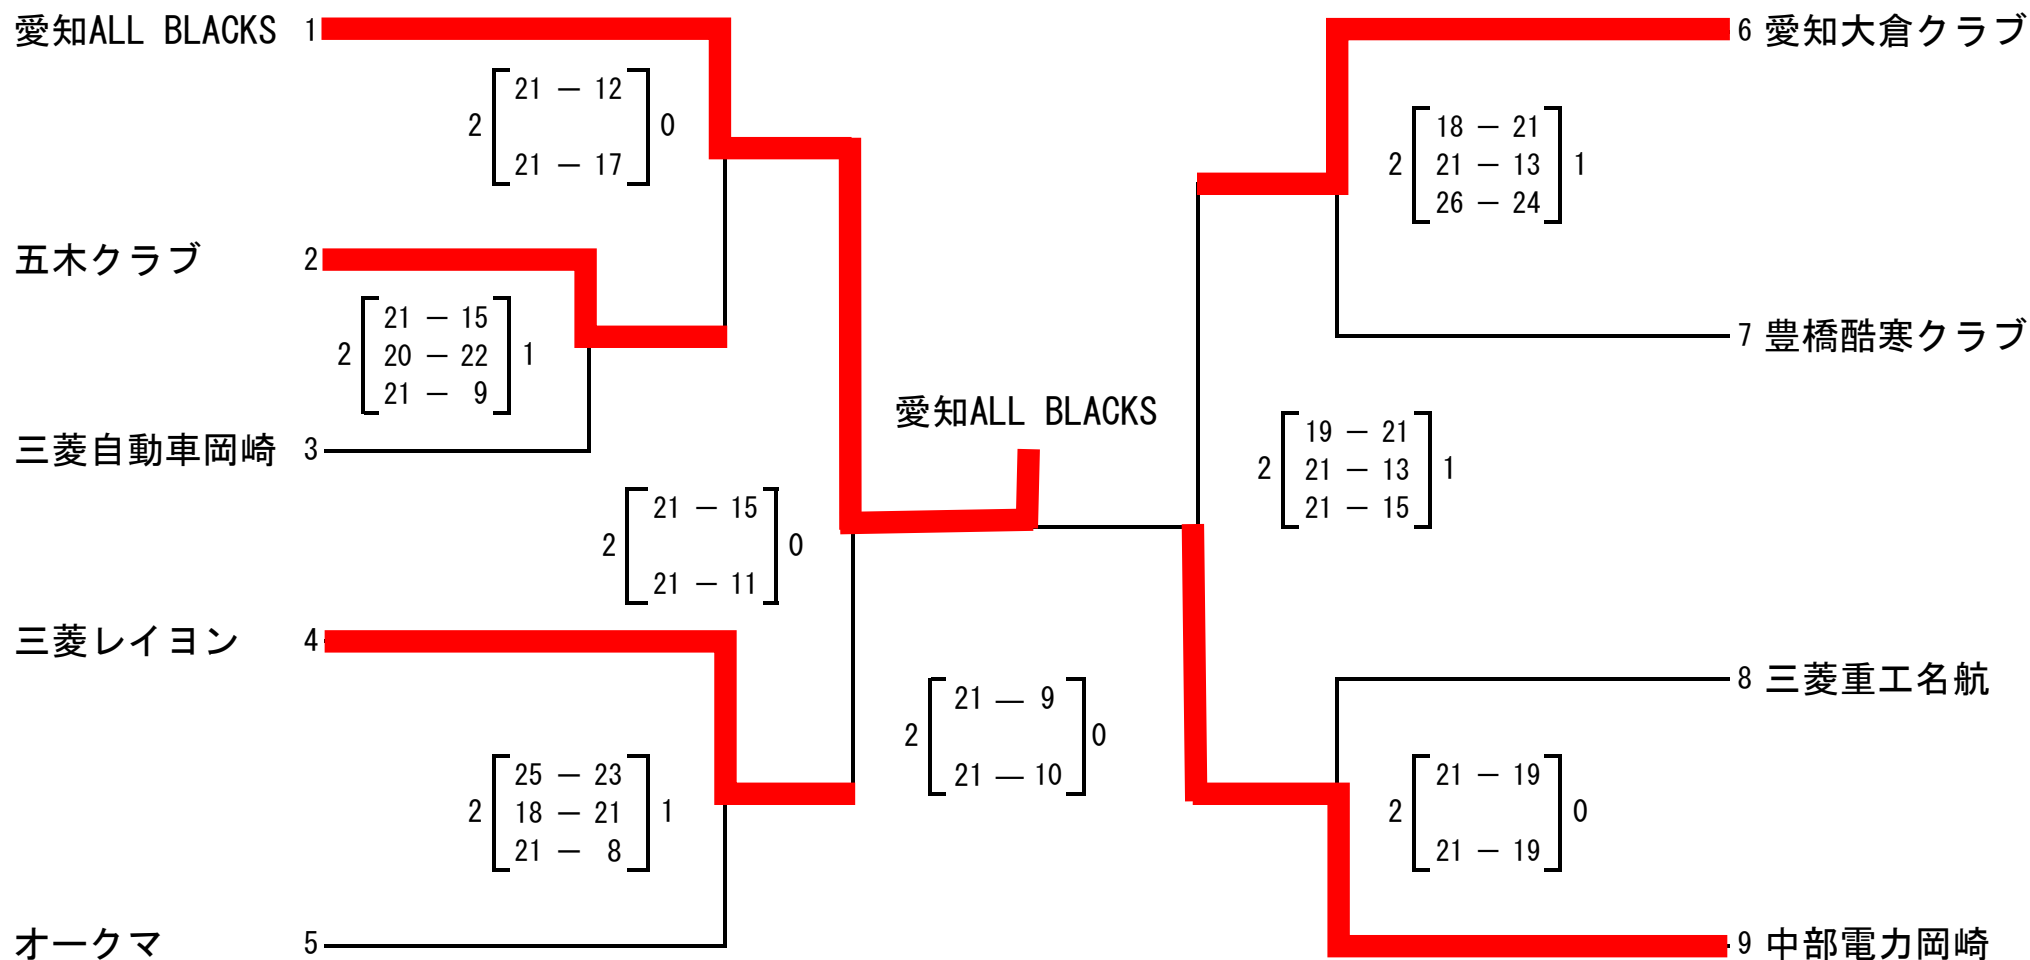 愛知ALL BLACKS 1
6 愛知大倉クラブ
21 － 12
2 0
21 － 17
18 － 21
2 21 － 13 1
26 － 24
五木クラブ 2
21 － 15
2 20 － 22 1
21 － 9
7 豊橋酷寒クラブ
三菱自動車岡崎 3
愛知ALL BLACKS
19 － 21
2 21 － 13 1
21 － 15
21 － 15
2 0
21 － 11
三菱レイヨン 4
8 三菱重工名航
21 － 9
2 0
21 － 10
25 － 23
2 18 － 21 1
21 － 8
21 － 19
2 0
21 － 19
オークマ 5
9 中部電力岡崎